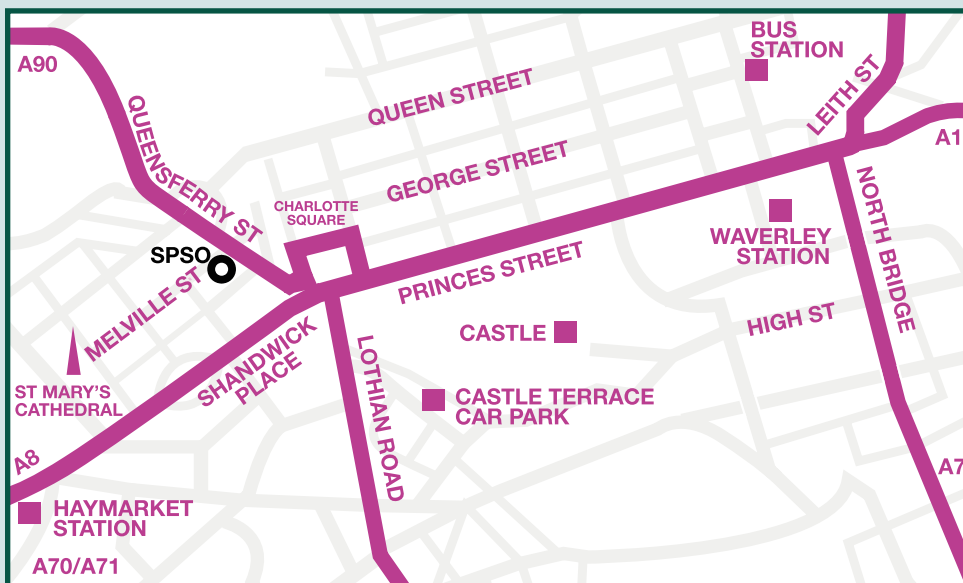 BUS
STATION
A90
LEITH ST
QUEEN STREET
QUEENSFERRY ST
A1
GEORGE STREET
NORTH BRIDGE
CHARLOTTE
SQUARE
WAVERLEY
STATION
SPSO
PRINCES STREET
MELVILLE ST
HIGH ST
CASTLE
SHANDWICK
PLACE
LOTHIAN ROAD
ST MARY'S
CATHEDRAL
CASTLE TERRACE
CAR PARK
A8
A7
HAYMARKET
STATION
A70/A71